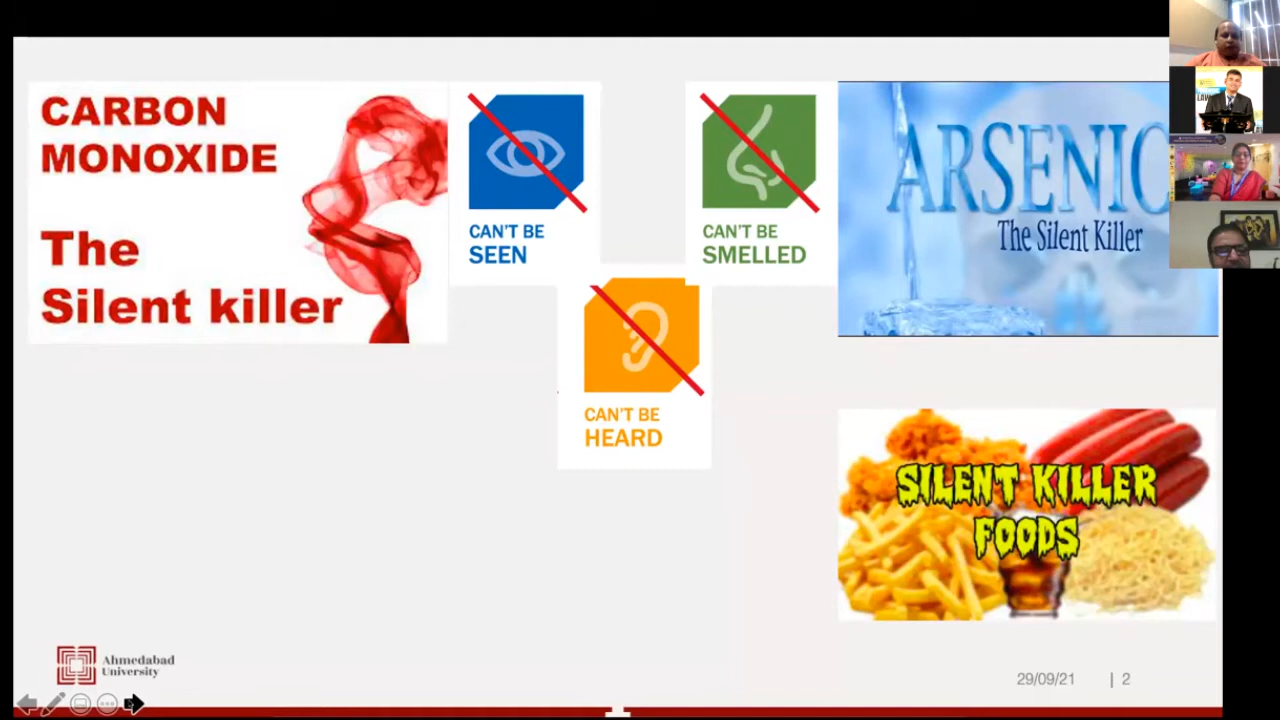 CARBON
MONOXIDE
The
Silent killer
CAN'T BE
SEEN
CAN'T BE
SMELLED
CAN'T BE
HEARD
ARSENIC
The Silent Killer
SILENT KILLER
FOODS
Ahmedabad
University
29/09/21 | 2